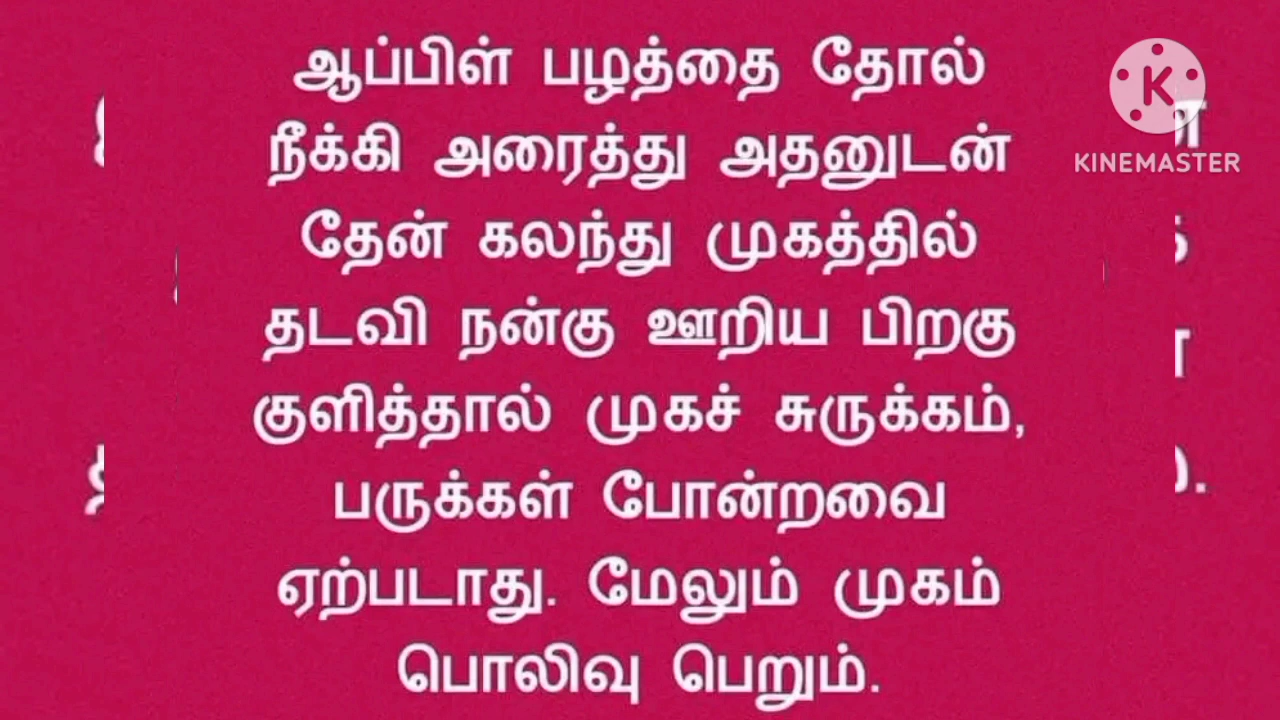 ஆப்பிள் பழத்தை தோல்
நீக்கி அரைத்து அதனுடன்
தேன் கலந்து முகத்தில்
தடவி நன்கு ஊறிய பிறகு
குளித்தால் முகச் சுருக்கம்,
பருக்கள் போன்றவை
ஏற்படாது. மேலும் முகம்
பொலிவு பெறும்.
K
KINEMASTER